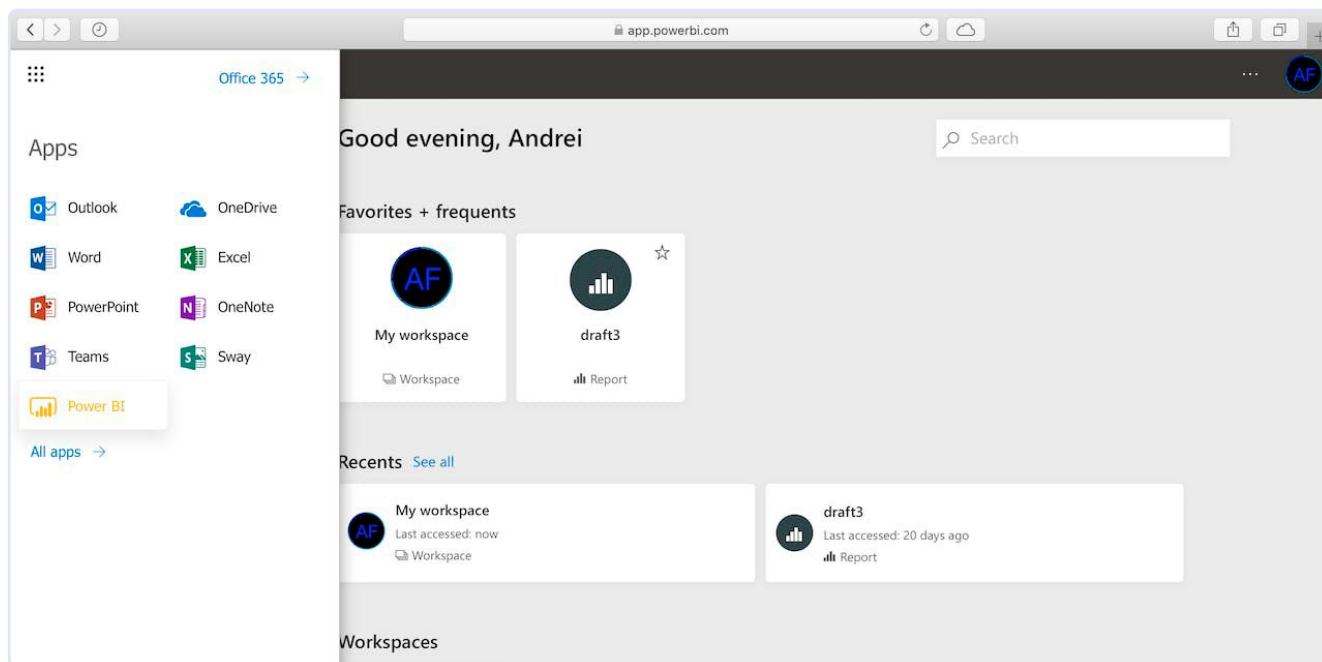 app.powerbi.com
Office 365 →
... AF
Apps
Outlook OneDrive
Word Excel
PowerPoint OneNote
Teams Sway
Power BI
All apps →
Good evening, Andrei
Search
Favorites + frequents
AF
My workspace
Workspace
draft3
Report
Recents See all
AF
My workspace
Last accessed: now
Workspace
draft3
Last accessed: 20 days ago
Report
Workspaces